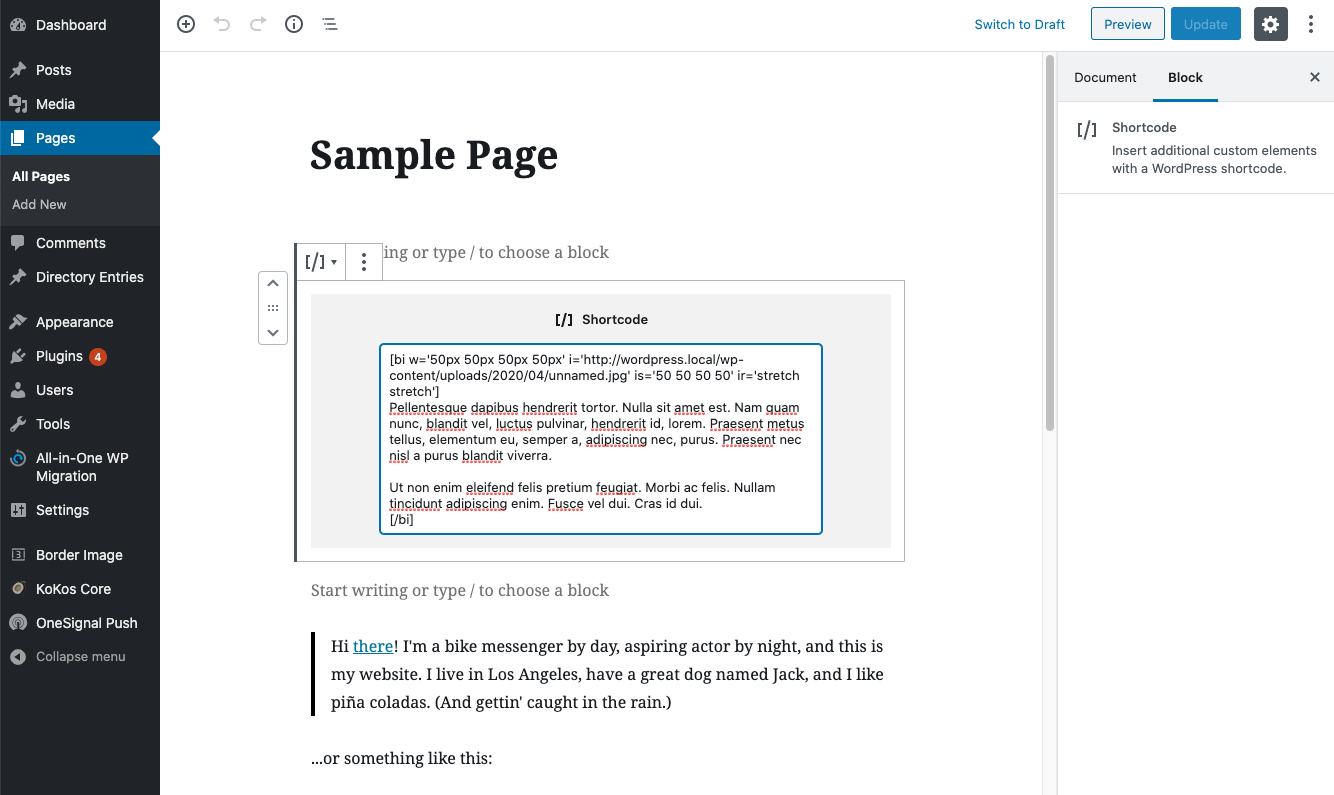 Dashboard
Posts
Media
Pages
All Pages
Add New
Comments
Directory Entries
Appearance
Plugins 4
Users
Tools
All-in-One WP
Migration
Settings
Border Image
KoKos Core
OneSignal Push
Collapse menu
Switch to Draft
Preview
Update
Sample Page
ing or type / to choose a block
[/]
[/] Shortcode
[bi w='50px 50px 50px 50px' i='http://wordpress.local/wp-
content/uploads/2020/04/unnamed.jpg' is='50 50 50 50' ir='stretch
stretch']
Pellentesque dapibus hendrerit tortor. Nulla sit amet est. Nam quam
nunc, blandit vel, luctus pulvinar, hendrerit id, lorem. Praesent metus
tellus, elementum eu, semper a, adipiscing nec, purus. Praesent nec
nisl a purus blandit viverra.
Ut non enim eleifend felis pretium feugiat. Morbi ac felis. Nullam
tincidunt adipiscing enim. Fusce vel dui. Cras id dui.
[/bi]
Start writing or type / to choose a block
Hi there! I'm a bike messenger by day, aspiring actor by night, and this is
my website. I live in Los Angeles, have a great dog named Jack, and I like
piña coladas. (And gettin' caught in the rain.)
...or something like this:
Document
Block
[/] Shortcode
Insert additional custom elements
with a WordPress shortcode.